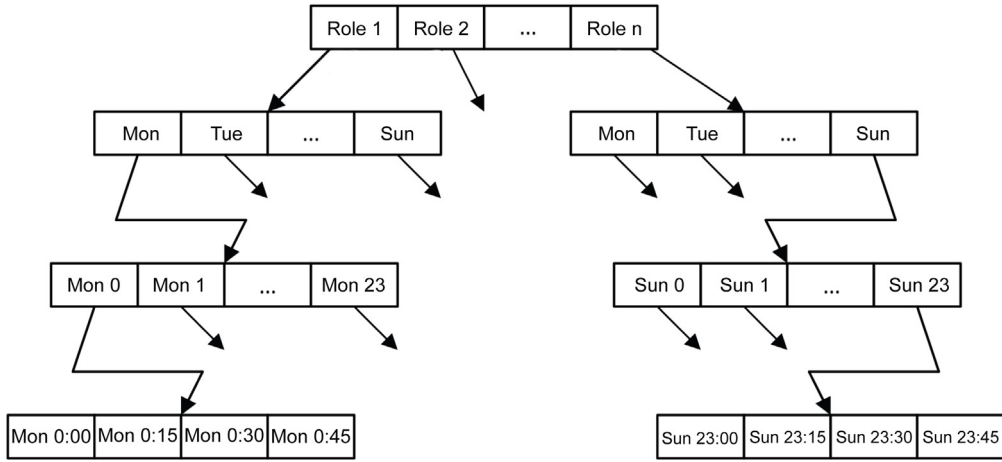 Role 1 Role 2 ... Role n
Mon Tue ... Sun
Mon Tue ... Sun
Mon 0 Mon 1 ... Mon 23
Sun 0 Sun 1 ... Sun 23
Mon 0:00 Mon 0:15 Mon 0:30 Mon 0:45
Sun 23:00 Sun 23:15 Sun 23:30 Sun 23:45